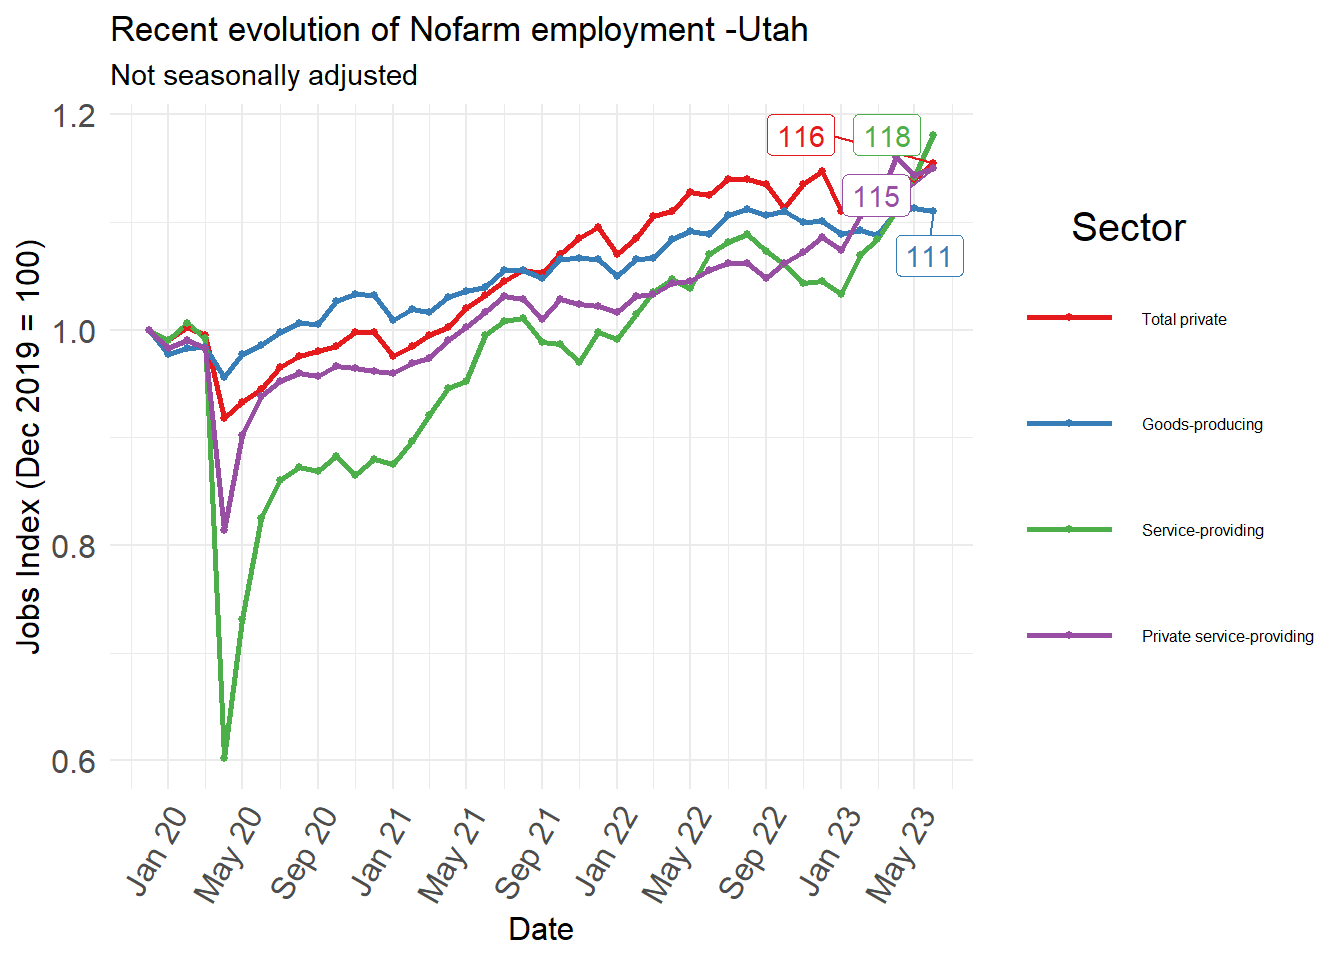 Recent evolution of Nofarm employment -Utah
Not seasonally adjusted
Jobs Index (Dec 2019 = 100)
1.2
1.0
0.8
0.6
116
118
115
111
Jan 20
May 20
Sep 20
Jan 21
May 21
Sep 21
Jan 22
May 22
Sep 22
Jan 23
May 23
Date
Sector
Total private
Goods-producing
Service-providing
Private service-providing